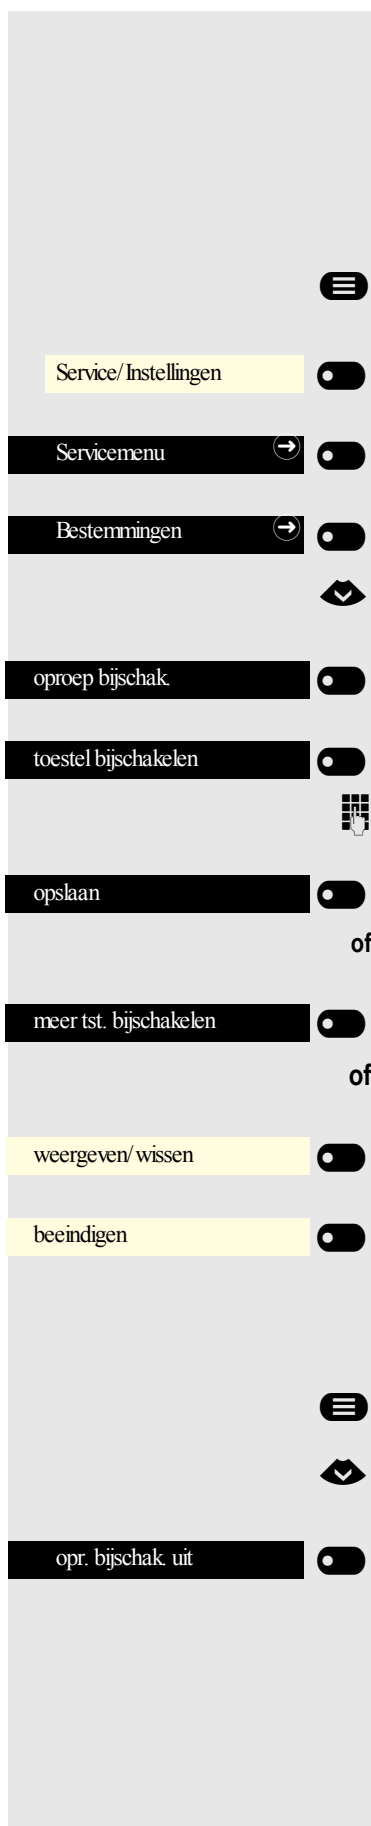 Service/Instellingen
Servicemenu
Bestemmingen
oproep bijschak.
toestel bijschakelen
opslaan
of
meer tst. bijschakelen
of
weergeven/wissen
beeindigen
opr. bijschak. uit